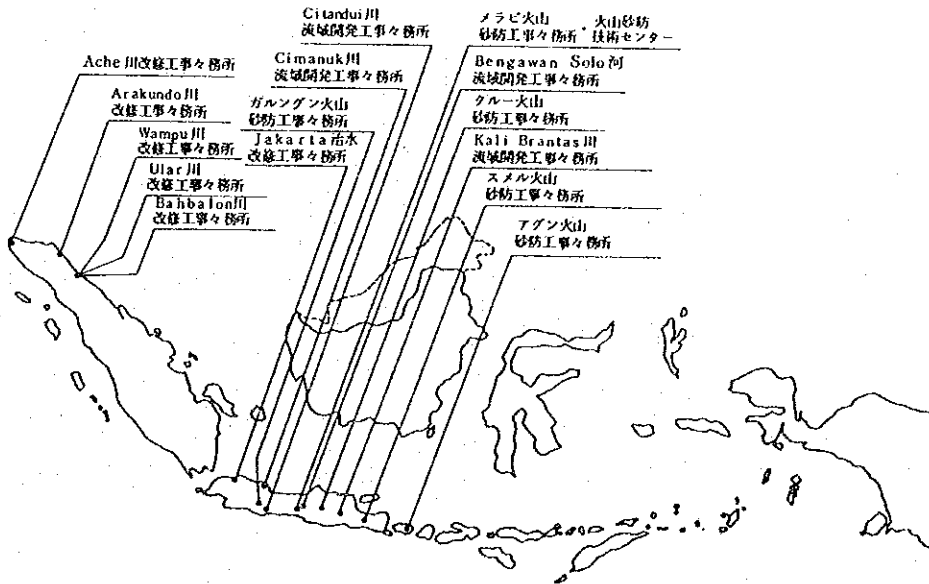 Ache川改修工事々務所
Arakundo川
改修工事々務所
Wampu川
改修工事々務所
Ular川
改修工事々務所
Bahbalon川
改修工事々務所
Citandui川
流域開発工事々務所
Cimanuk川
流域開発工事々務所
ガルングン火山
砂防工事々務所
Jakarta治水
改修工事々務所
メラピ火山
砂防工事々務所・火山砂防
技術センター
Bengawan Solo河
流域開発工事々務所
クルー火山
砂防工事々務所
Kali Brantas川
流域開発工事々務所
スメル火山
砂防工事々務所
アグン火山
砂防工事々務所